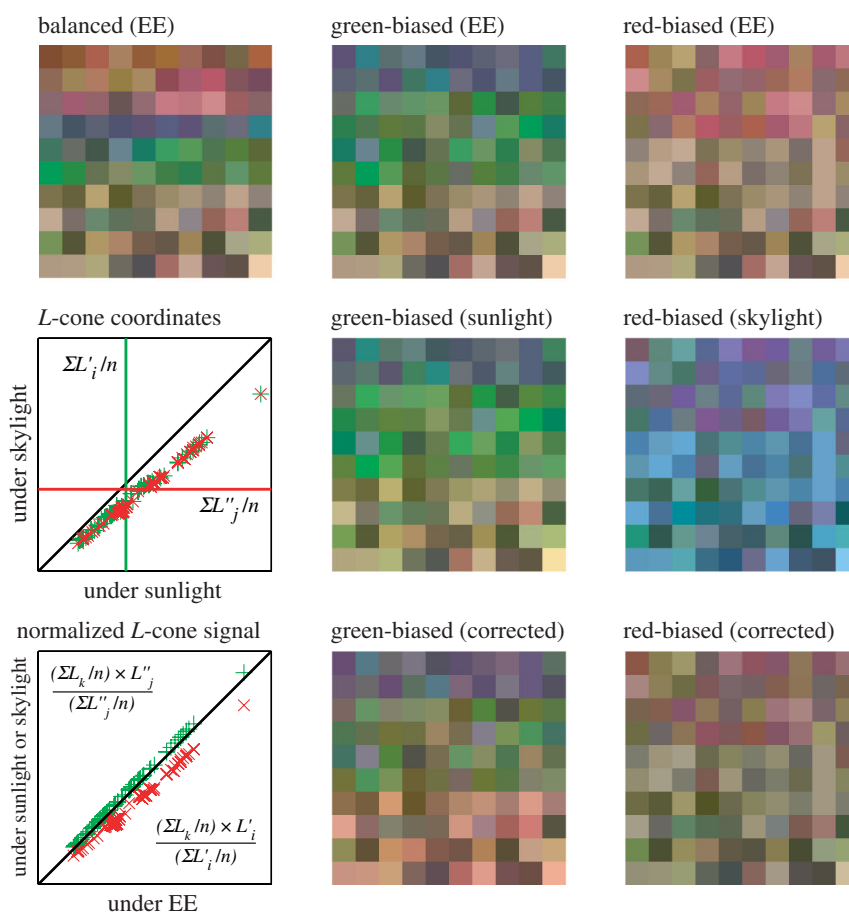 balanced (EE)
green-biased (EE)
red-biased (EE)
L-cone coordinates
green-biased (sunlight)
red-biased (skylight)
under skylight
ΣL'i/n
ΣL''j/n
under sunlight
normalized L-cone signal
green-biased (corrected)
red-biased (corrected)
under sunlight or skylight
(ΣLk/n) × L''j
(ΣL''j/n)
(ΣLk/n) × L'i
(ΣL'i/n)
under EE